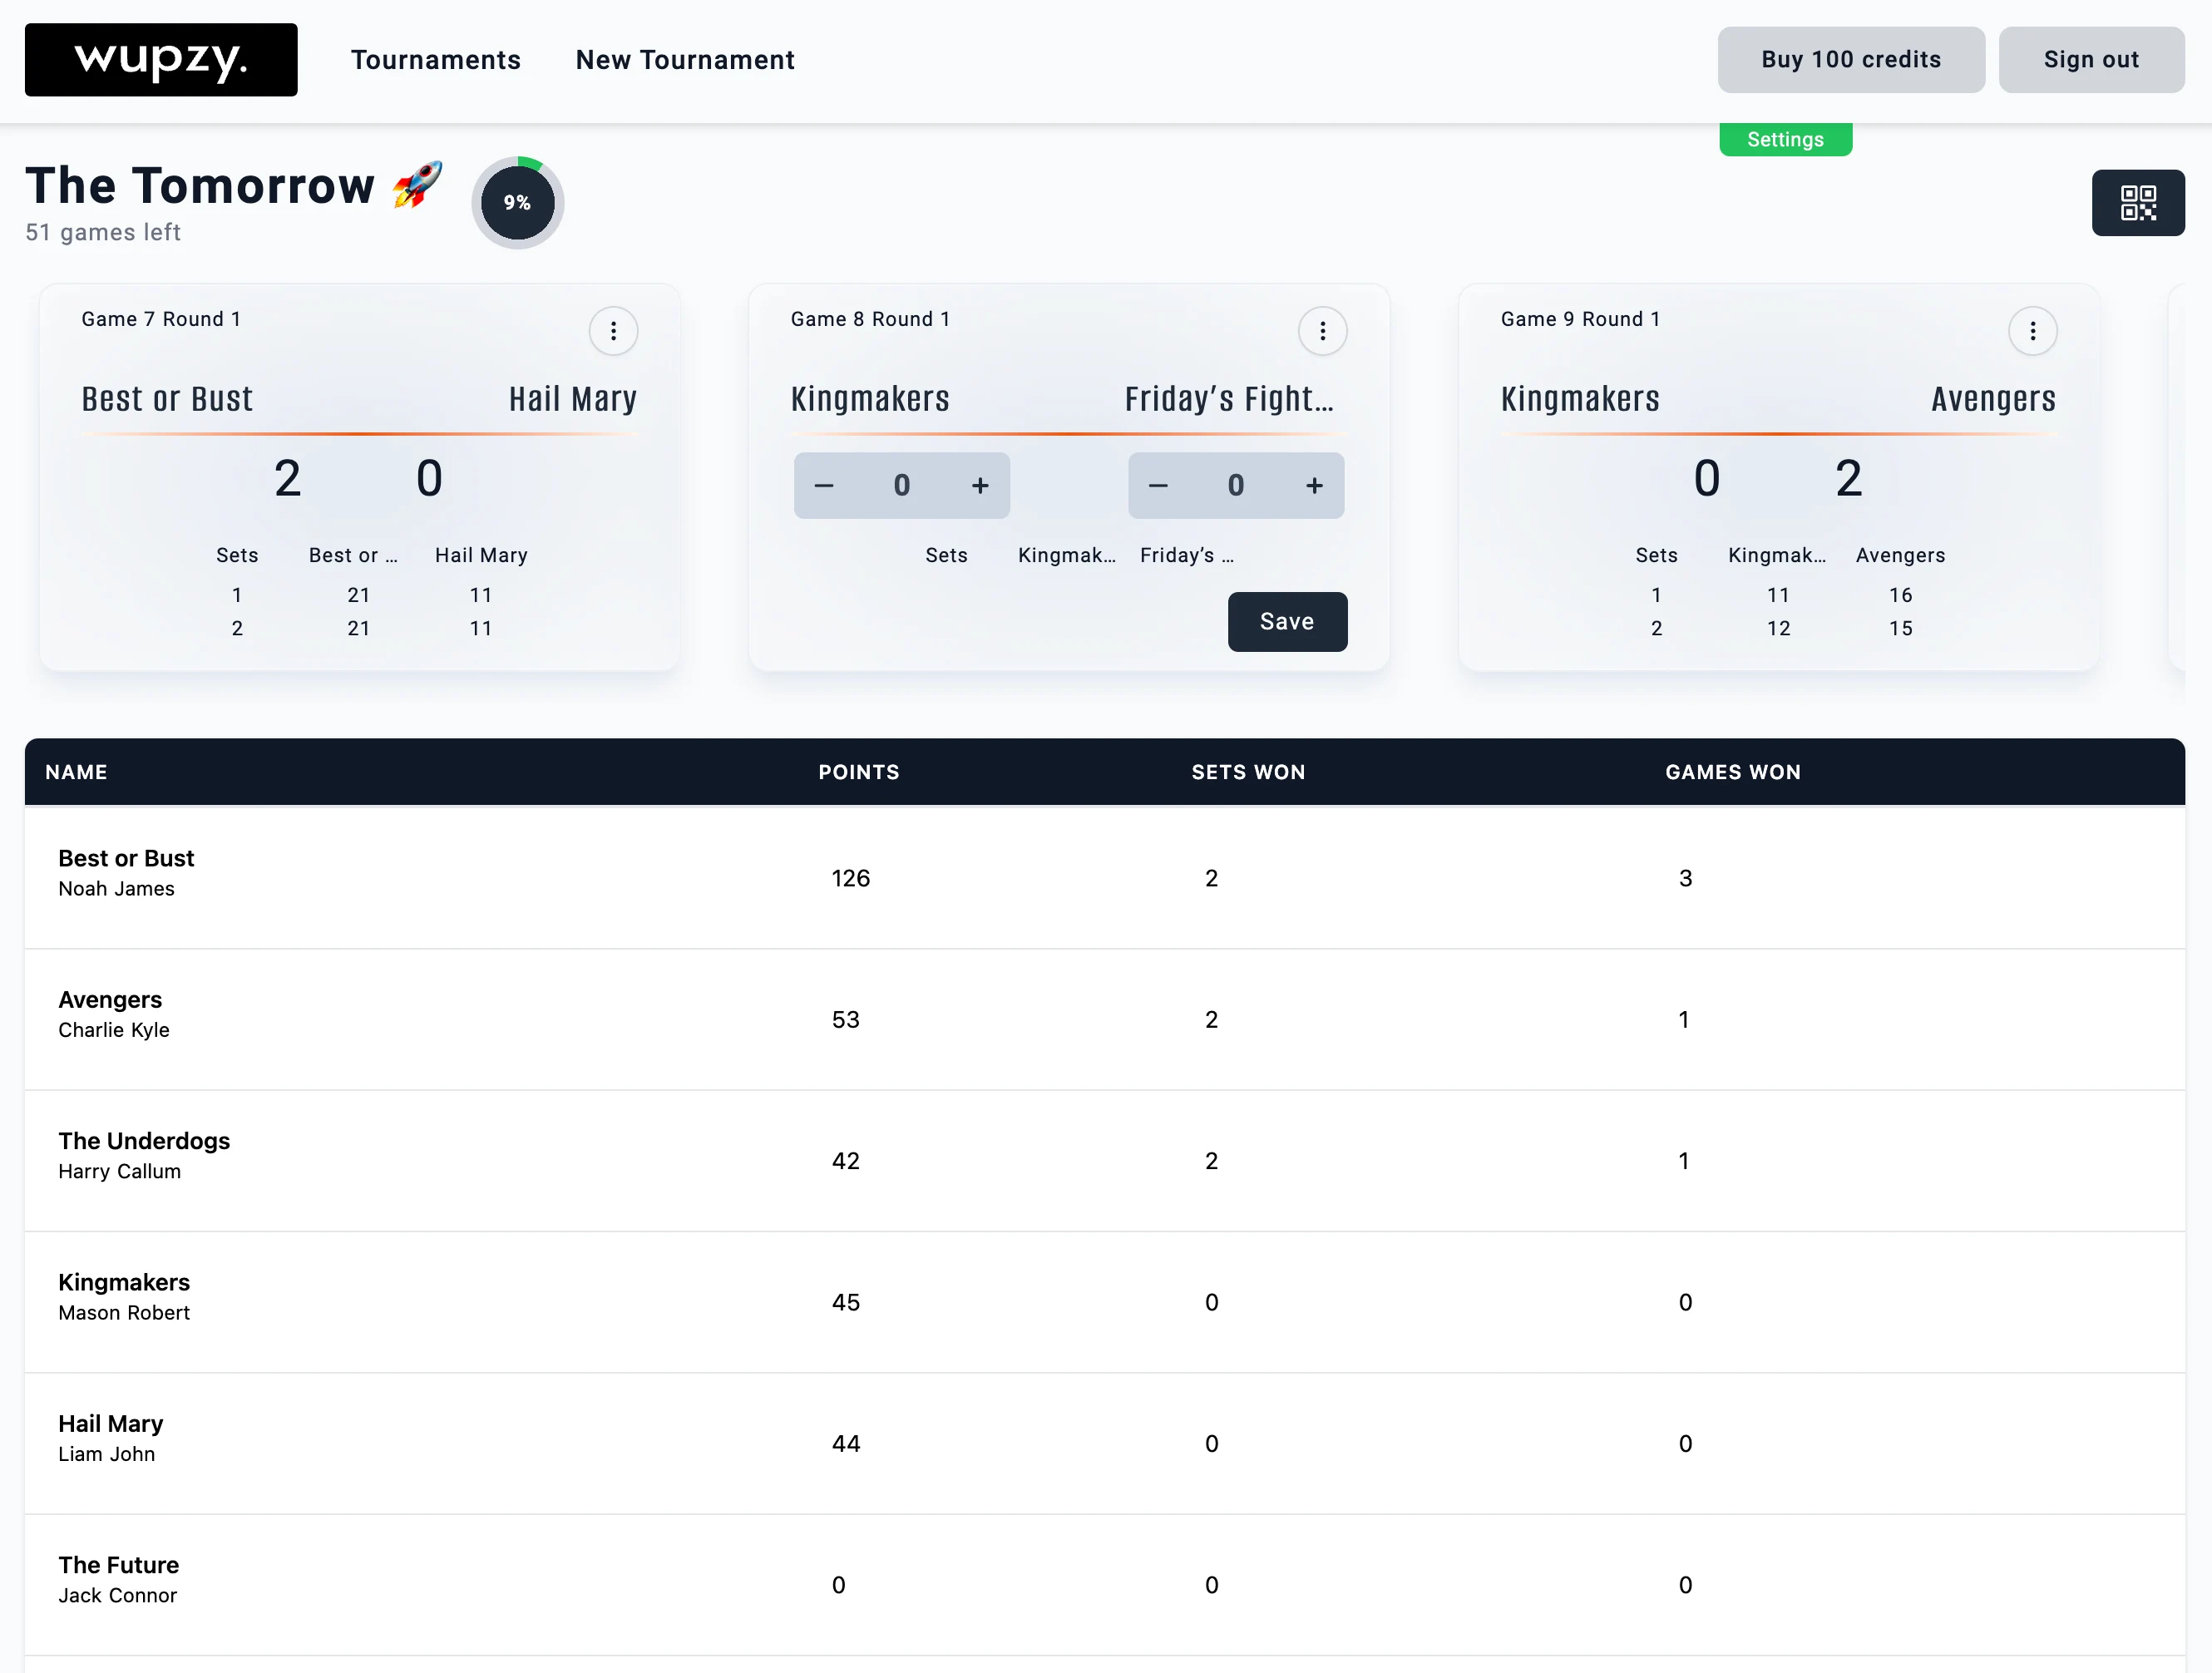 wupzy. Tournaments New Tournament Buy 100 credits Sign out
Settings
The Tomorrow 🚀 9%
51 games left
Game 7 Round 1
Best or Bust Hail Mary
2 0
Sets Best or ... Hail Mary
1 21 11
2 21 11
Game 8 Round 1
Kingmakers Friday’s Fight...
− 0 + − 0 +
Sets Kingmak... Friday’s ...
Save
Game 9 Round 1
Kingmakers Avengers
0 2
Sets Kingmak... Avengers
1 11 16
2 12 15
NAME POINTS SETS WON GAMES WON
Best or Bust
Noah James
126 2 3
Avengers
Charlie Kyle
53 2 1
The Underdogs
Harry Callum
42 2 1
Kingmakers
Mason Robert
45 0 0
Hail Mary
Liam John
44 0 0
The Future
Jack Connor
0 0 0